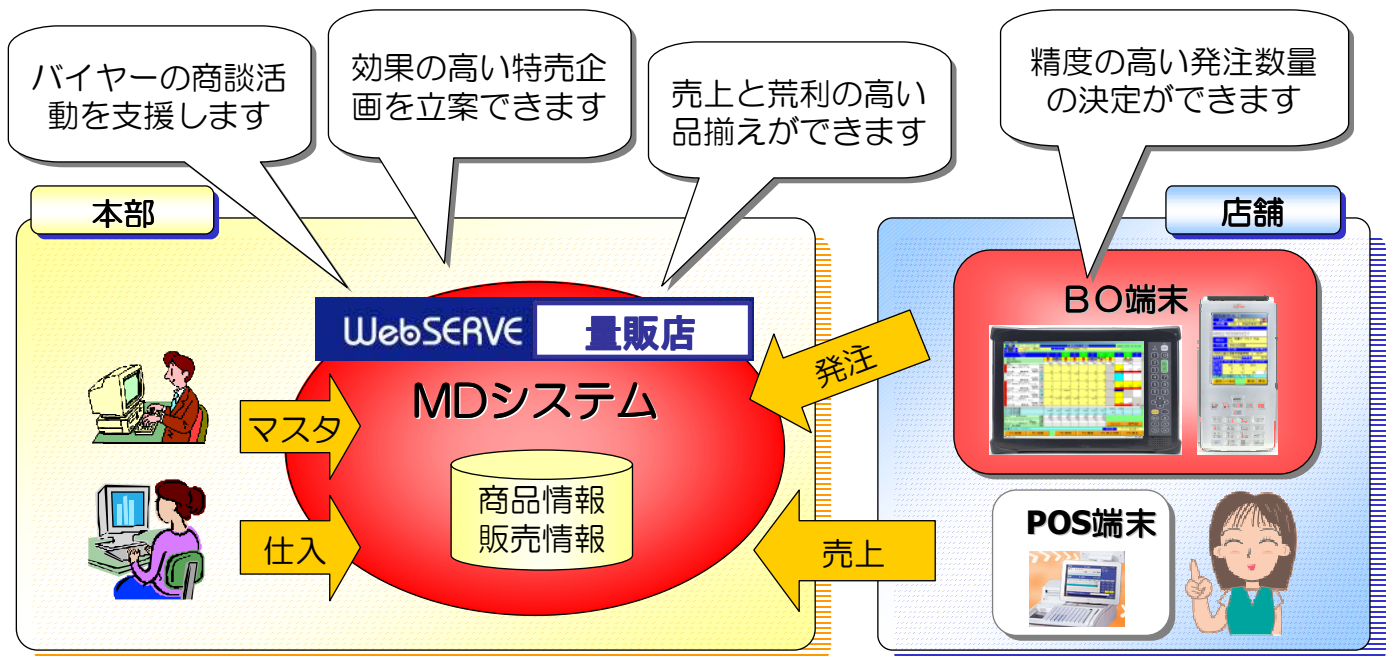 バイヤーの商談活
動を支援します
効果の高い特売企
画を立案できます
売上と荒利の高い
品揃えができます
精度の高い発注数量
の決定ができます
本部
店舗
WebSERVE 量販店
MDシステム
マスタ
仕入
商品情報
販売情報
発注
売上
BO端末
POS端末